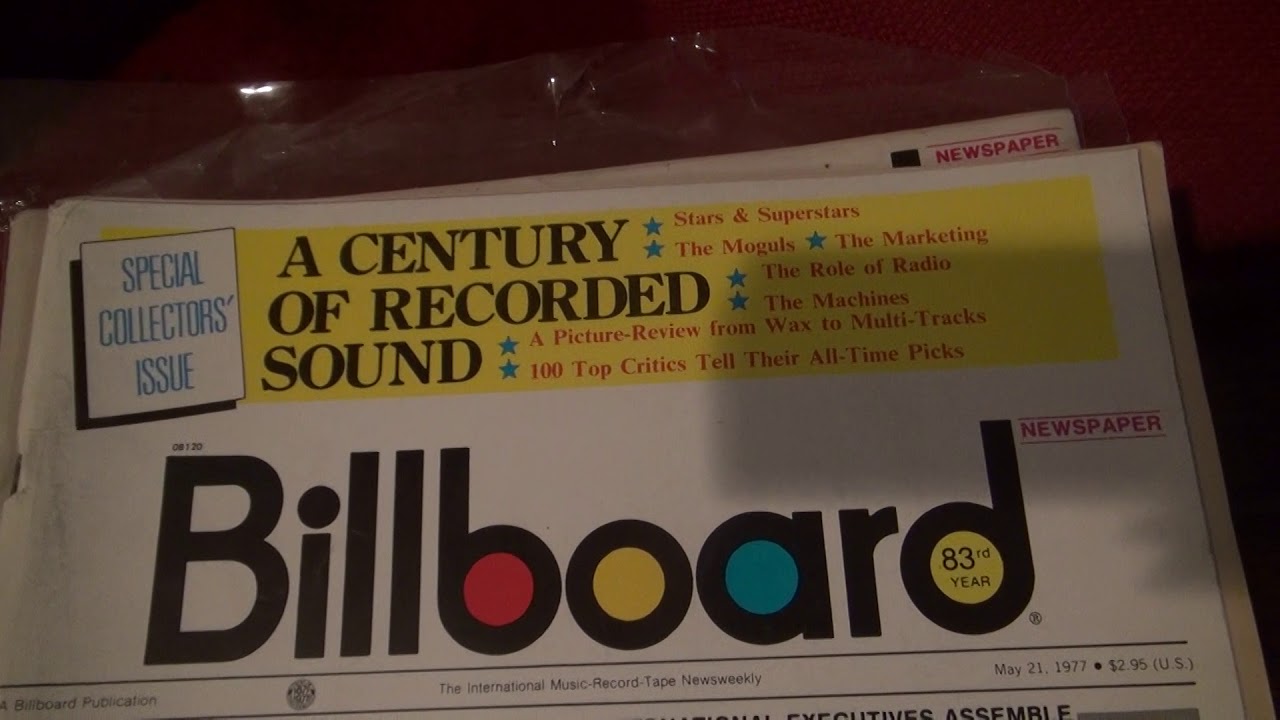 NEWSPAPER
SPECIAL
COLLECTORS'
ISSUE
A CENTURY
OF RECORDED
SOUND
★ Stars & Superstars
★ The Moguls ★ The Marketing
★ The Role of Radio
★ The Machines
★ A Picture-Review from Wax to Multi-Tracks
★ 100 Top Critics Tell Their All-Time Picks
NEWSPAPER
08120
Billboard®
83rd
YEAR
A Billboard Publication
The International Music-Record-Tape Newsweekly
May 21, 1977 • $2.95 (U.S.)
EXECUTIVES ASSEMBLE